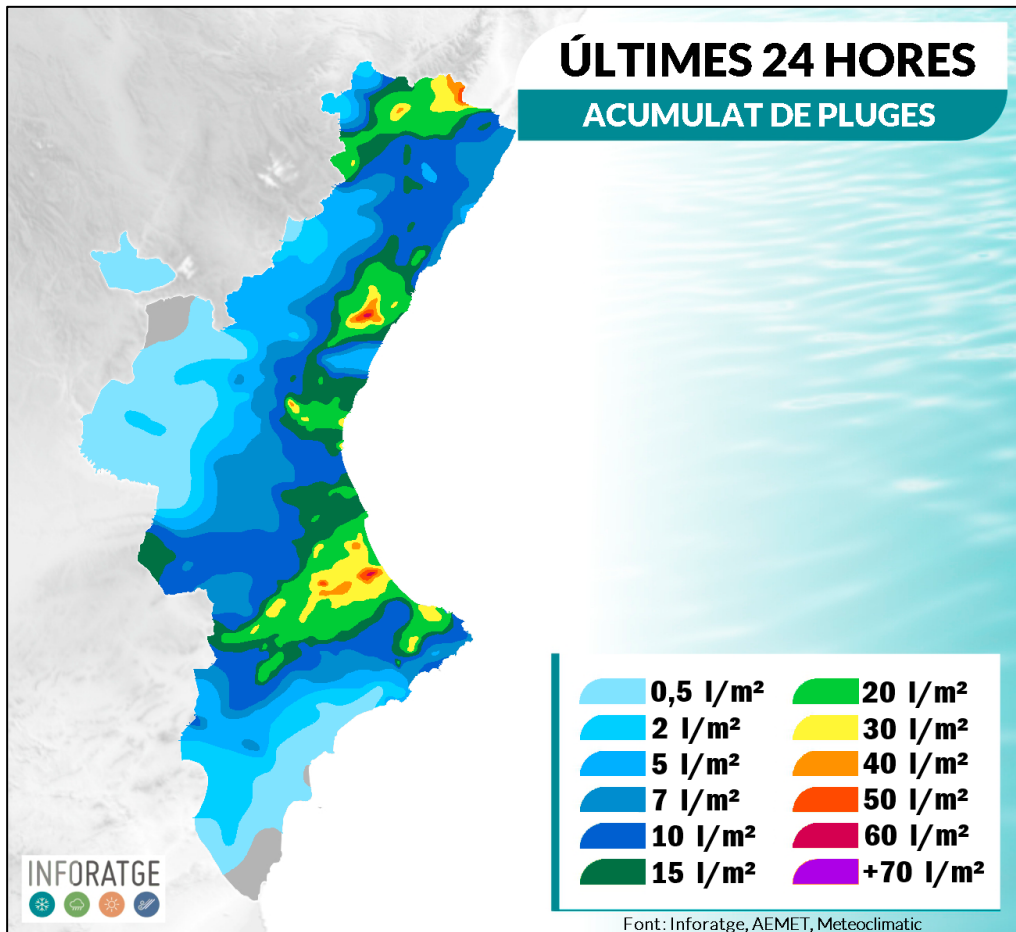 ÚLTIMES 24 HORES
ACUMULAT DE PLUGES
0,5 l/m²
2 l/m²
5 l/m²
7 l/m²
10 l/m²
15 l/m²
20 l/m²
30 l/m²
40 l/m²
50 l/m²
60 l/m²
+70 l/m²
INFORATGE
Font: Inforatge, AEMET, Meteoclimatic